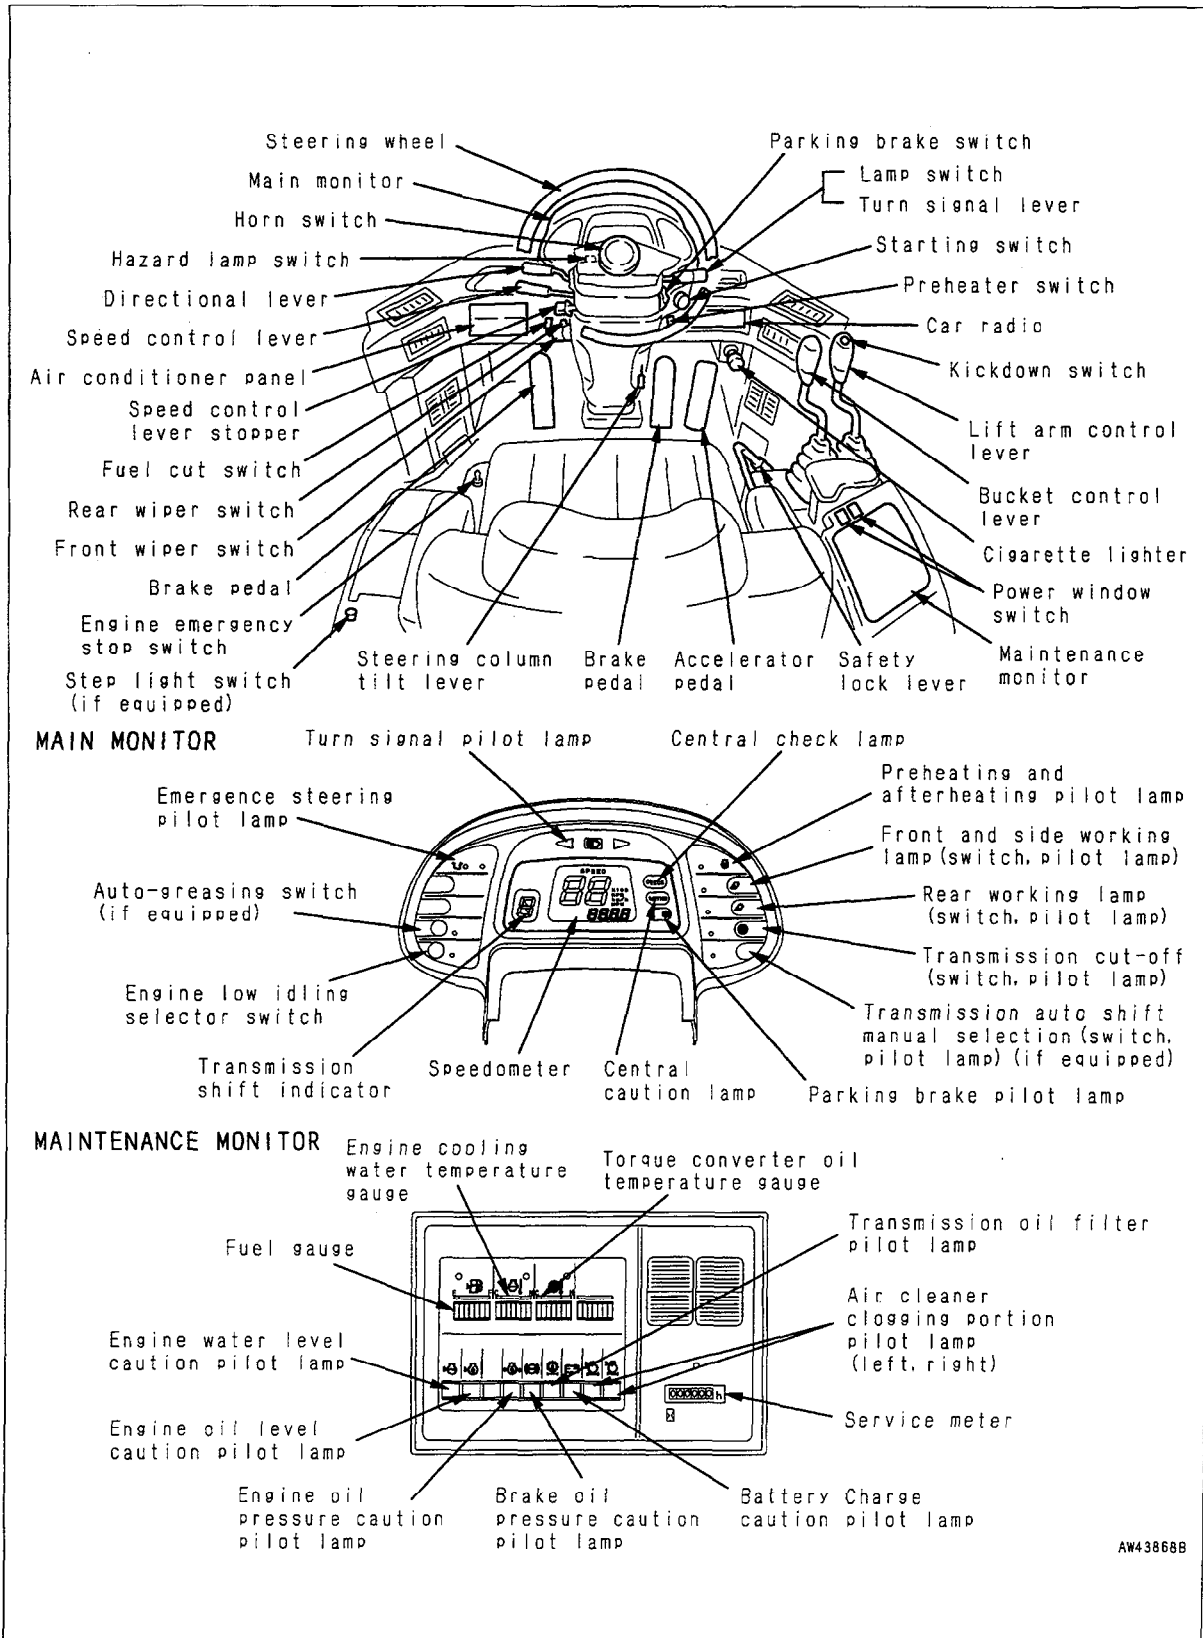 Steering wheel
Main monitor
Horn switch
Hazard lamp switch
Directional lever
Speed control lever
Air conditioner panel
Speed control
lever stopper
Fuel cut switch
Rear wiper switch
Front wiper switch
Brake pedal
Engine emergency
stop switch
Step light switch
(if equipped)
Steering column
tilt lever
Brake
pedal
Accelerator
pedal
Safety
lock lever
Parking brake switch
Lamp switch
Turn signal lever
Starting switch
Preheater switch
Car radio
Kickdown switch
Lift arm control
lever
Bucket control
lever
Cigarette lighter
Power window
switch
Maintenance
monitor
MAIN MONITOR
Turn signal pilot lamp
Central check lamp
Emergence steering
pilot lamp
Auto-greasing switch
(if equipped)
Engine low idling
selector switch
Transmission
shift indicator
Speedometer
Central
caution lamp
Parking brake pilot lamp
Preheating and
afterheating pilot lamp
Front and side working
lamp (switch, pilot lamp)
Rear working lamp
(switch, pilot lamp)
Transmission cut-off
(switch, pilot lamp)
Transmission auto shift
manual selection (switch,
pilot lamp) (if equipped)
SPEED
CHECK
MAINTENANCE MONITOR
Engine cooling
water temperature
gauge
Torque converter oil
temperature gauge
Fuel gauge
Engine water level
caution pilot lamp
Engine oil level
caution pilot lamp
Engine oil
pressure caution
pilot lamp
Brake oil
pressure caution
pilot lamp
Battery Charge
caution pilot lamp
Transmission oil filter
pilot lamp
Air cleaner
clogging portion
pilot lamp
(left, right)
Service meter
E
000000 h
AW43868B